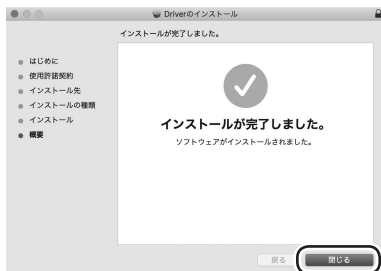 Driverのインストール
インストールが完了しました。
はじめに
使用許諾契約
インストール先
インストールの種類
インストール
概要
インストールが完了しました。
ソフトウェアがインストールされました。
戻る
閉じる